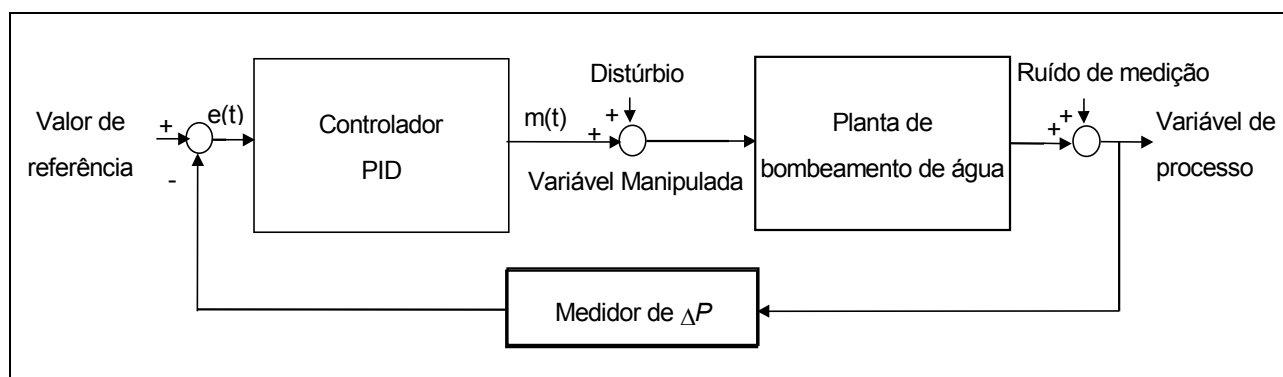 Valor de
referência
+
-
e(t)
Controlador
PID
m(t)
Distúrbio
+
+
Variável Manipulada
Planta de
bombeamento de água
Ruído de medição
+
+
Variável de
processo
Medidor de ΔP